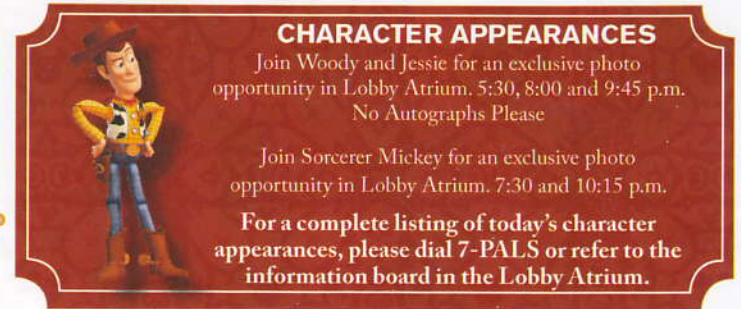 CHARACTER APPEARANCES
Join Woody and Jessie for an exclusive photo
opportunity in Lobby Atrium. 5:30, 8:00 and 9:45 p.m.
No Autographs Please
Join Sorcerer Mickey for an exclusive photo
opportunity in Lobby Atrium. 7:30 and 10:15 p.m.
For a complete listing of today's character
appearances, please dial 7-PALS or refer to the
information board in the Lobby Atrium.